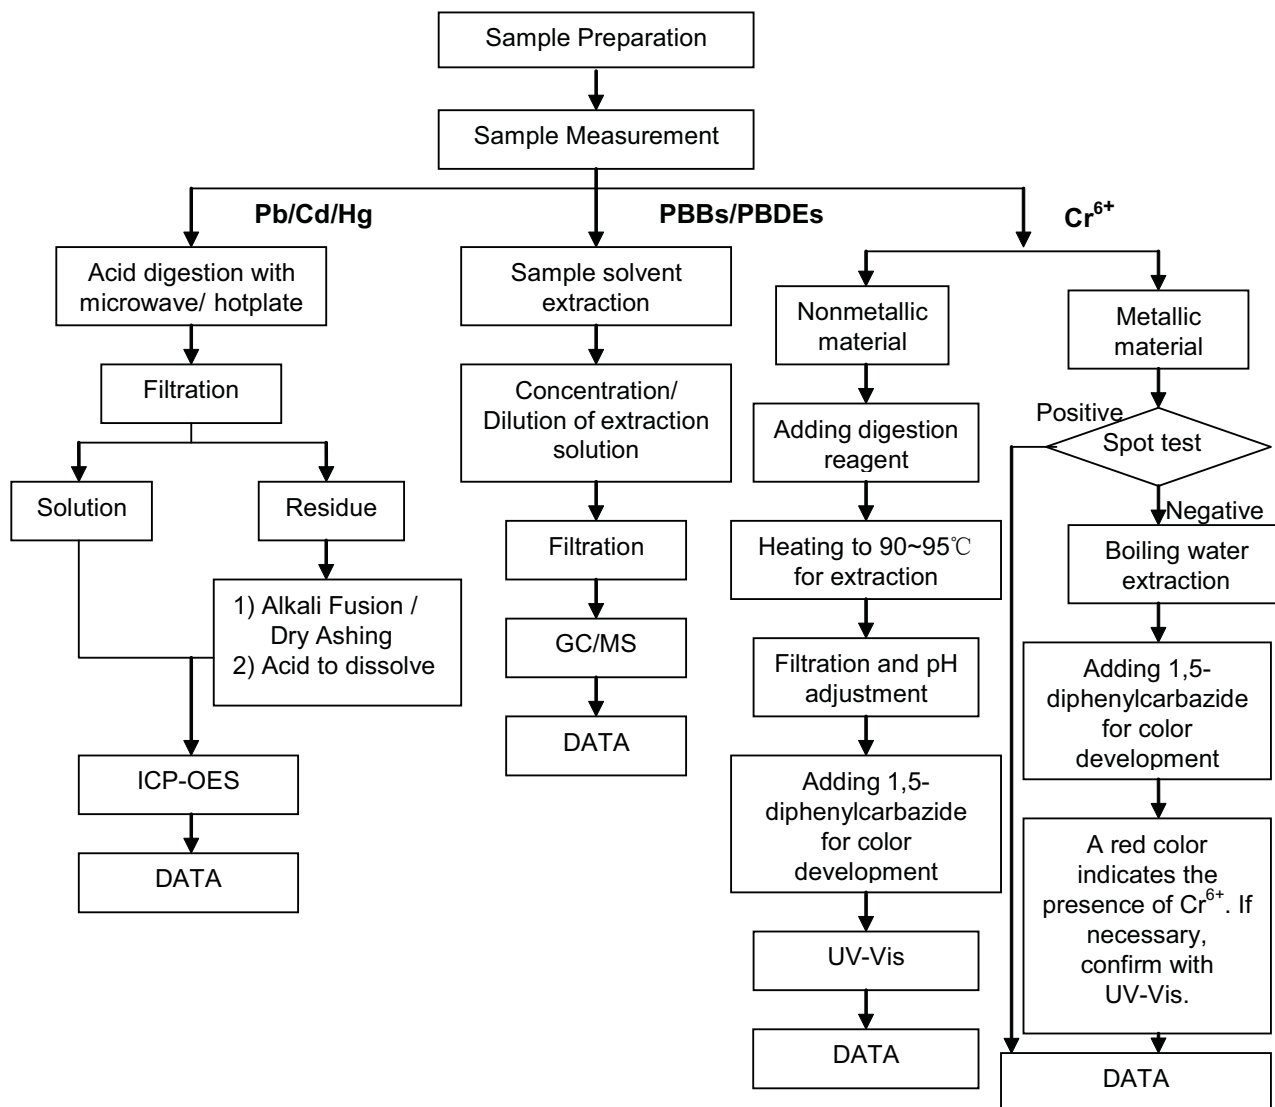 Sample Preparation
Sample Measurement
Pb/Cd/Hg
PBBs/PBDEs
Cr⁶⁺
Acid digestion with
microwave/ hotplate
Filtration
Solution
Residue
1) Alkali Fusion /
Dry Ashing
2) Acid to dissolve
ICP-OES
DATA
Sample solvent
extraction
Concentration/
Dilution of extraction
solution
Filtration
GC/MS
DATA
Nonmetallic
material
Adding digestion
reagent
Heating to 90~95℃
for extraction
Filtration and pH
adjustment
Adding 1,5-
diphenylcarbazide
for color
development
UV-Vis
DATA
Metallic
material
Positive
Spot test
Negative
Boiling water
extraction
Adding 1,5-
diphenylcarbazide
for color
development
A red color
indicates the
presence of Cr⁶⁺. If
necessary,
confirm with
UV-Vis.
DATA